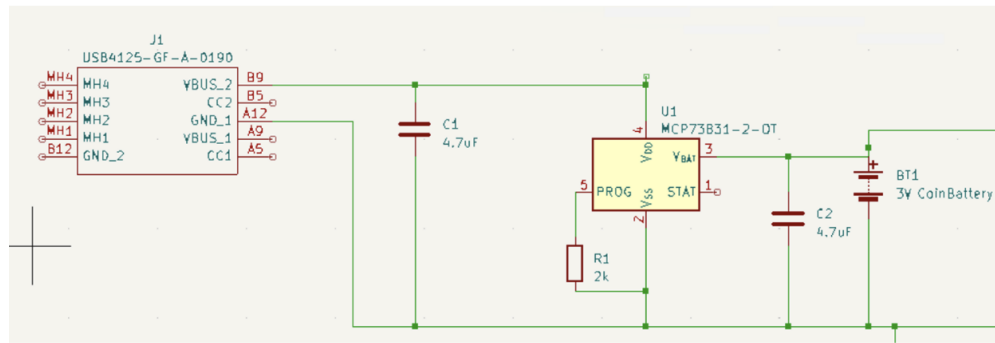 J1
USB4125-GF-A-0190
MH4 MH4 VBUS_2 B9
MH3 MH3 CC2 B5
MH2 MH2 GND_1 A12
MH1 MH1 VBUS_1 A9
B12 GND_2 CC1 A5
C1
4.7uF
U1
MCP73831-2-OT
4
VDD
VBAT 3
5 PROG STAT 1
VSS
2
R1
2k
C2
4.7uF
+
BT1
3V CoinBattery